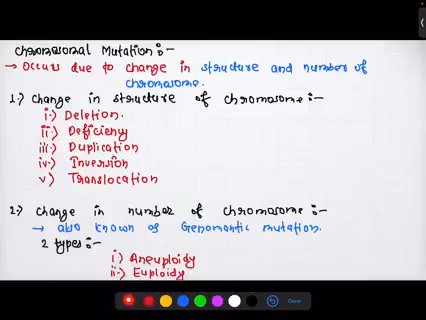 Chromosomal Mutation:-
→ Occurs due to change in structure and number of
chromosome.
1.) Change in structure of chromosome:-
i.) Deletion.
ii.) Deficiency
iii.) Duplication
iv.) Inversion
v) Translocation
2.) Change in number of chromosome:-
→ also known of Genomantic mutation.
2 types:-
i) Aneuploidy
ii.) Euploidy